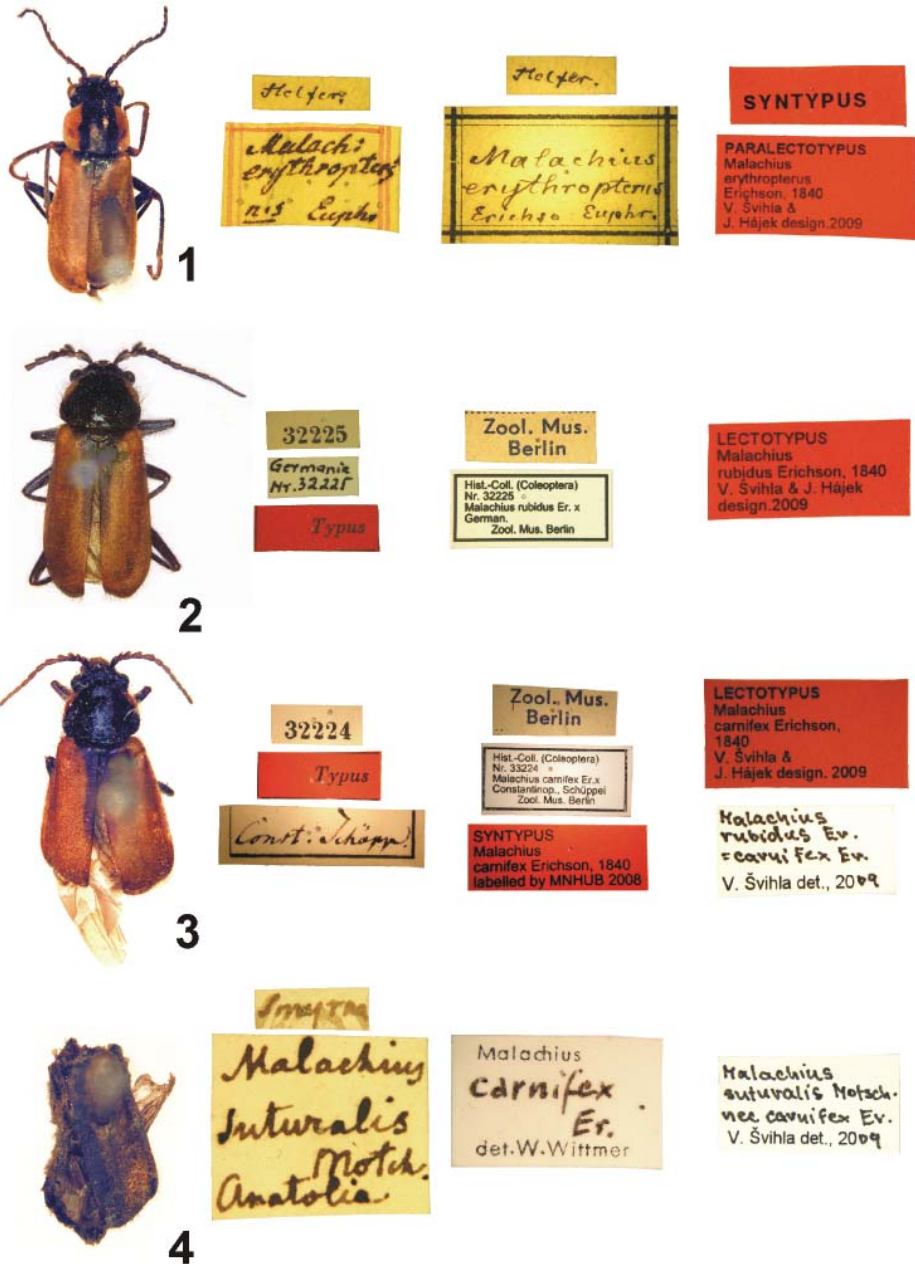 Helfer.
Malachi
erythropterus
n.s Euphr
Helfer.
Malachius
erythropterus
Erichso Euphr.
SYNTYPUS
PARALECTOTYPUS
Malachius
erythropterus
Erichson, 1840
V. Švihla &
J. Hájek design.2009
1
32225
Germania
Nr. 32225
Typus
Zool. Mus.
Berlin
Hist.-Coll. (Coleoptera)
Nr. 32225
Malachius rubidus Er. x
German.
Zool. Mus. Berlin
LECTOTYPUS
Malachius
rubidus Erichson, 1840
V. Švihla & J. Hájek
design.2009
2
32224
Typus
Const: Schüpp.
Zool. Mus.
Berlin
Hist.-Coll. (Coleoptera)
Nr. 33224
Malachius carnifex Er.x
Constantinop., Schüppel
Zool. Mus. Berlin
SYNTYPUS
Malachius
carnifex Erichson, 1840
labelled by MNHUB 2008
LECTOTYPUS
Malachius
carnifex Erichson,
1840
V. Švihla &
J. Hájek design. 2009
Malachius
rubidus Er.
=carnifex Er.
V. Švihla det., 2009
3
Smyrna
Malachius
Suturalis
Motch.
Anatolia
Malachius
carnifex
Er.
det.W.Wittmer
Malachius
suturalis Motsch.
nec carnifex Er.
V. Švihla det., 2009
4